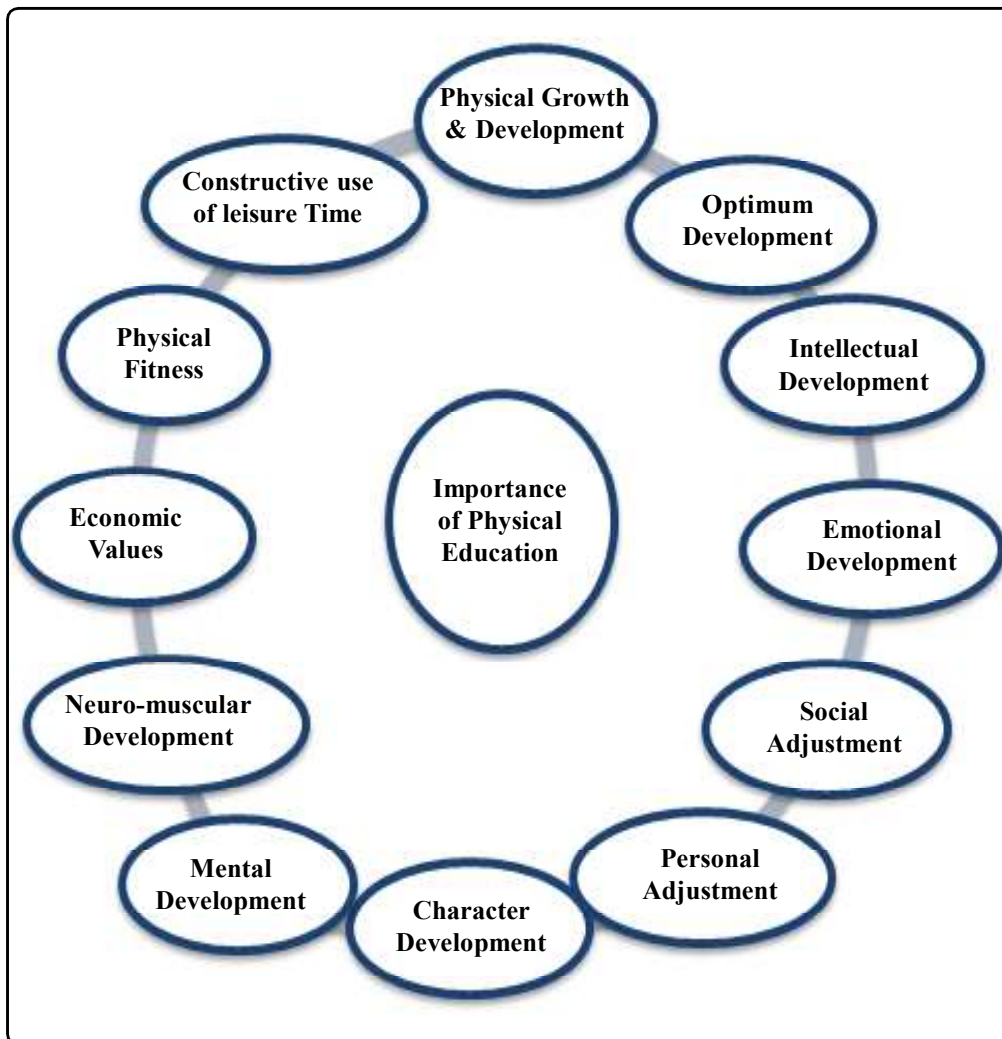 Physical Growth
& Development
Optimum
Development
Intellectual
Development
Emotional
Development
Social
Adjustment
Personal
Adjustment
Character
Development
Mental
Development
Neuro-muscular
Development
Economic
Values
Physical
Fitness
Constructive use
of leisure Time
Importance
of Physical
Education